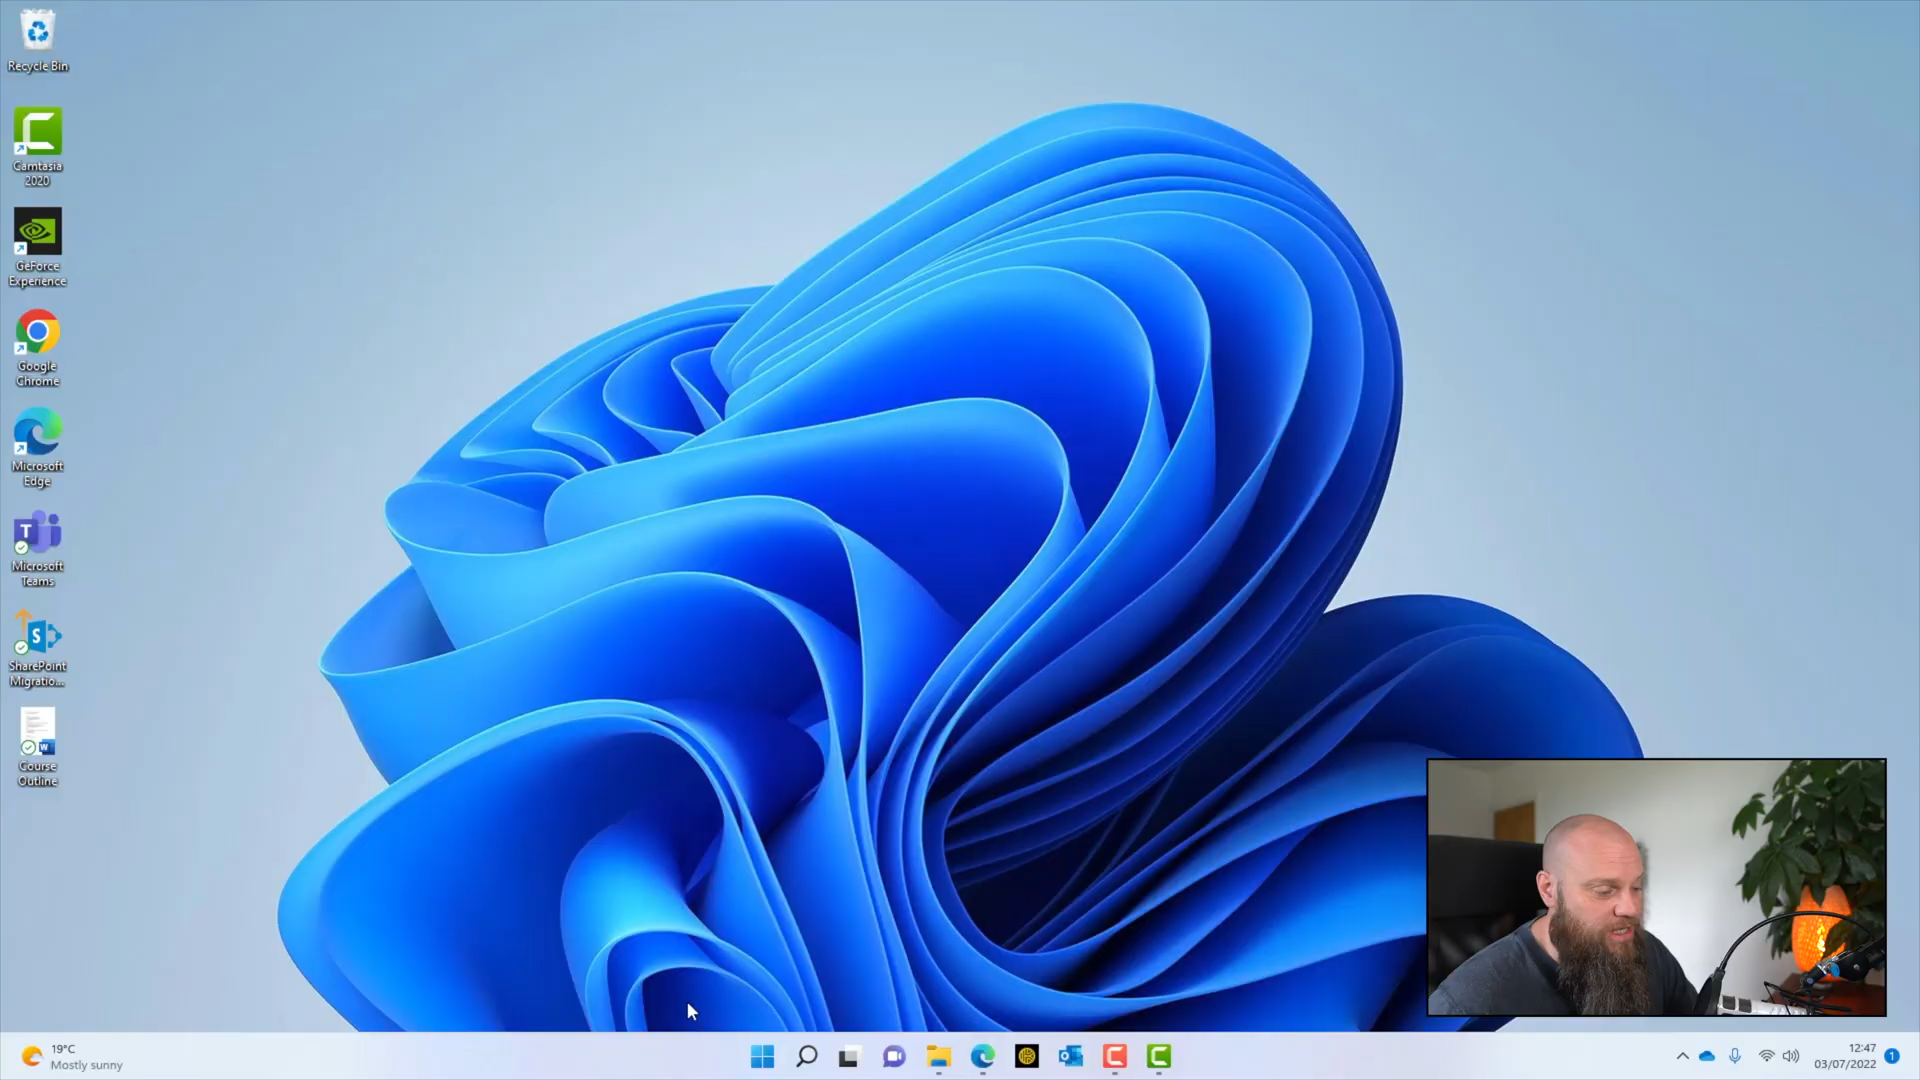 Recycle Bin
Camtasia
2020
GeForce
Experience
Google
Chrome
Microsoft
Edge
T
Microsoft
Teams
S
SharePoint
Migratio...
W
Course
Outline
19°C
Mostly sunny
12:47
03/07/2022
1